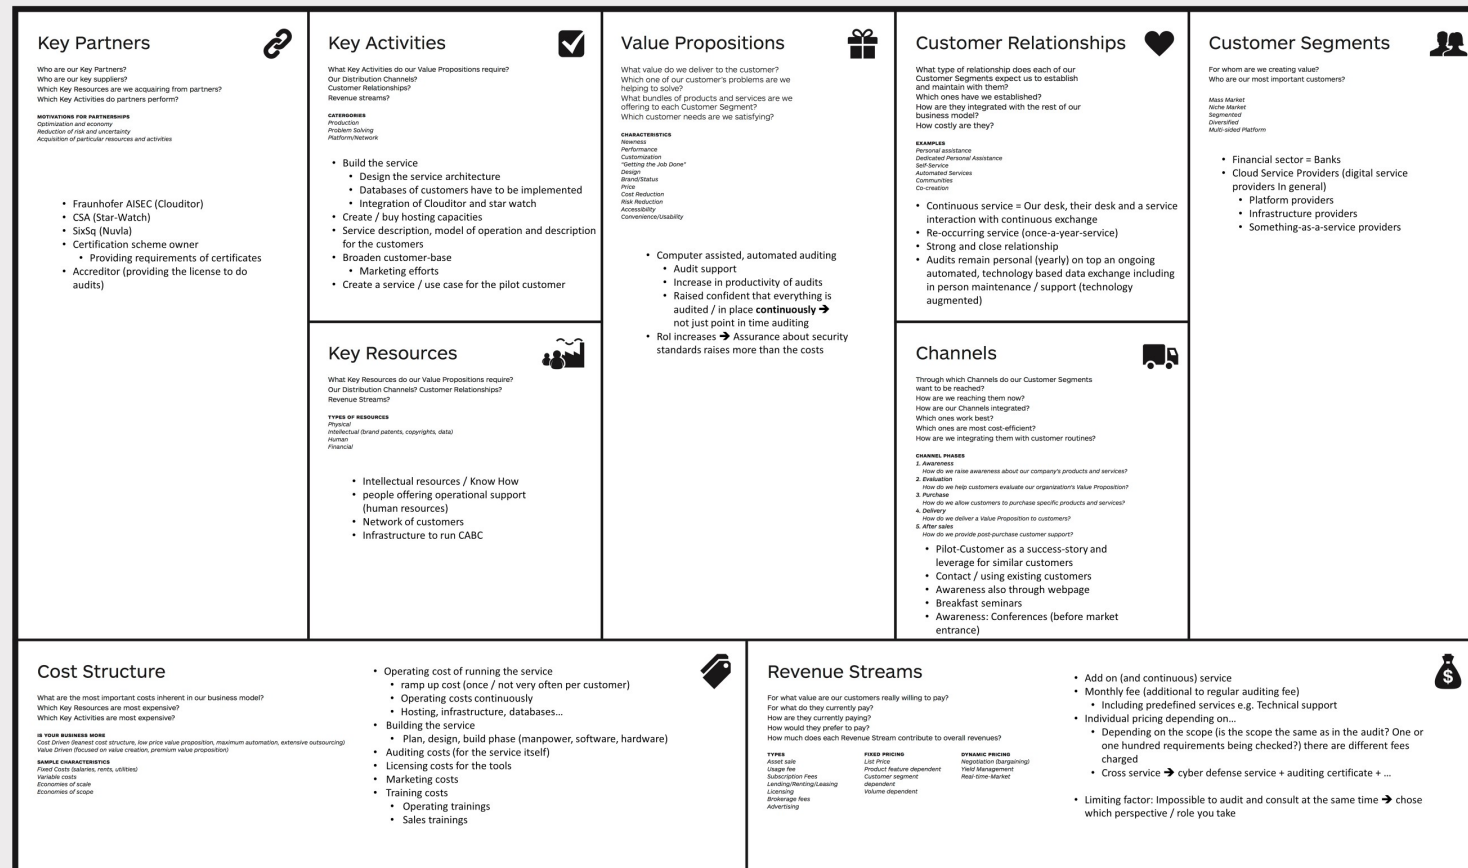 Key Partners
Who are our Key Partners?
Who are our key suppliers?
Which Key Resources are we acquairing from partners?
Which Key Activities do partners perform?
MOTIVATIONS FOR PARTNERSHIPS
Optimization and economy
Reduction of risk and uncertainty
Acquisition of particular resources and activities
• Fraunhofer AISEC (Clouditor)
• CSA (Star-Watch)
• SixSq (Nuvla)
• Certification scheme owner
• Providing requirements of certificates
• Accreditor (providing the license to do
audits)
Key Activities
What Key Activities do our Value Propositions require?
Our Distribution Channels?
Customer Relationships?
Revenue streams?
CATERGORIES
Production
Problem Solving
Platform/Network
• Build the service
• Design the service architecture
• Databases of customers have to be implemented
• Integration of Clouditor and star watch
• Create / buy hosting capacities
• Service description, model of operation and description
for the customers
• Broaden customer-base
• Marketing efforts
• Create a service / use case for the pilot customer
Key Resources
What Key Resources do our Value Propositions require?
Our Distribution Channels? Customer Relationships?
Revenue Streams?
TYPES OF RESOURCES
Physical
Intellectual (brand patents, copyrights, data)
Human
Financial
• Intellectual resources / Know How
• people offering operational support
(human resources)
• Network of customers
• Infrastructure to run CABC
Value Propositions
What value do we deliver to the customer?
Which one of our customer's problems are we
helping to solve?
What bundles of products and services are we
offering to each Customer Segment?
Which customer needs are we satisfying?
CHARACTERISTICS
Newness
Performance
Customization
"Getting the Job Done"
Design
Brand/Status
Price
Cost Reduction
Risk Reduction
Accessibility
Convenience/Usability
• Computer assisted, automated auditing
• Audit support
• Increase in productivity of audits
• Raised confident that everything is
audited / in place continuously ➔
not just point in time auditing
• RoI increases ➔ Assurance about security
standards raises more than the costs
Customer Relationships
What type of relationship does each of our
Customer Segments expect us to establish
and maintain with them?
Which ones have we established?
How are they integrated with the rest of our
business model?
How costly are they?
EXAMPLES
Personal assistance
Dedicated Personal Assistance
Self-Service
Automated Services
Communities
Co-creation
• Continuous service = Our desk, their desk and a service
interaction with continuous exchange
• Re-occurring service (once-a-year-service)
• Strong and close relationship
• Audits remain personal (yearly) on top an ongoing
automated, technology based data exchange including
in person maintenance / support (technology
augmented)
Channels
Through which Channels do our Customer Segments
want to be reached?
How are we reaching them now?
How are our Channels integrated?
Which ones work best?
Which ones are most cost-efficient?
How are we integrating them with customer routines?
CHANNEL PHASES
1. Awareness
How do we raise awareness about our company's products and services?
2. Evaluation
How do we help customers evaluate our organization's Value Proposition?
3. Purchase
How do we allow customers to purchase specific products and services?
4. Delivery
How do we deliver a Value Proposition to customers?
5. After sales
How do we provide post-purchase customer support?
• Pilot-Customer as a success-story and
leverage for similar customers
• Contact / using existing customers
• Awareness also through webpage
• Breakfast seminars
• Awareness: Conferences (before market
entrance)
Customer Segments
For whom are we creating value?
Who are our most important customers?
Mass Market
Niche Market
Segmented
Diversified
Multi-sided Platform
• Financial sector = Banks
• Cloud Service Providers (digital service
providers In general)
• Platform providers
• Infrastructure providers
• Something-as-a-service providers
Cost Structure
What are the most important costs inherent in our business model?
Which Key Resources are most expensive?
Which Key Activities are most expensive?
IS YOUR BUSINESS MORE
Cost Driven (leanest cost structure, low price value proposition, maximum automation, extensive outsourcing)
Value Driven (focused on value creation, premium value proposition)
SAMPLE CHARACTERISTICS
Fixed Costs (salaries, rents, utilities)
Variable costs
Economies of scale
Economies of scope
• Operating cost of running the service
• ramp up cost (once / not very often per customer)
• Operating costs continuously
• Hosting, infrastructure, databases…
• Building the service
• Plan, design, build phase (manpower, software, hardware)
• Auditing costs (for the service itself)
• Licensing costs for the tools
• Marketing costs
• Training costs
• Operating trainings
• Sales trainings
Revenue Streams
For what value are our customers really willing to pay?
For what do they currently pay?
How are they currently paying?
How would they prefer to pay?
How much does each Revenue Stream contribute to overall revenues?
TYPES
Asset sale
Usage fee
Subscription Fees
Lending/Renting/Leasing
Licensing
Brokerage fees
Advertising
FIXED PRICING
List Price
Product feature dependent
Customer segment
dependent
Volume dependent
DYNAMIC PRICING
Negotiation (bargaining)
Yield Management
Real-time-Market
• Add on (and continuous) service
• Monthly fee (additional to regular auditing fee)
• Including predefined services e.g. Technical support
• Individual pricing depending on…
• Depending on the scope (is the scope the same as in the audit? One or
one hundred requirements being checked?) there are different fees
charged
• Cross service ➔ cyber defense service + auditing certificate + …
• Limiting factor: Impossible to audit and consult at the same time ➔ chose
which perspective / role you take